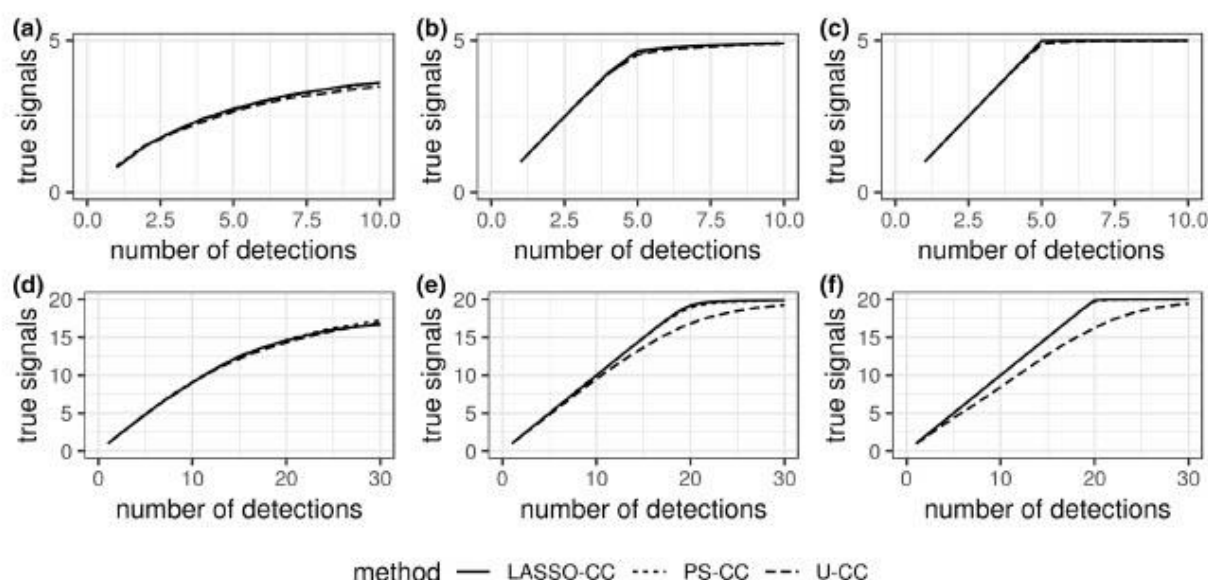 (a)
5
true signals
0
0.0 2.5 5.0 7.5 10.0
number of detections
(b)
5
true signals
0
0.0 2.5 5.0 7.5 10.0
number of detections
(c)
5
true signals
0
0.0 2.5 5.0 7.5 10.0
number of detections
(d)
20
15
10
5
0
true signals
0 10 20 30
number of detections
(e)
20
15
10
5
0
true signals
0 10 20 30
number of detections
(f)
20
15
10
5
0
true signals
0 10 20 30
number of detections
method LASSO-CC PS-CC U-CC